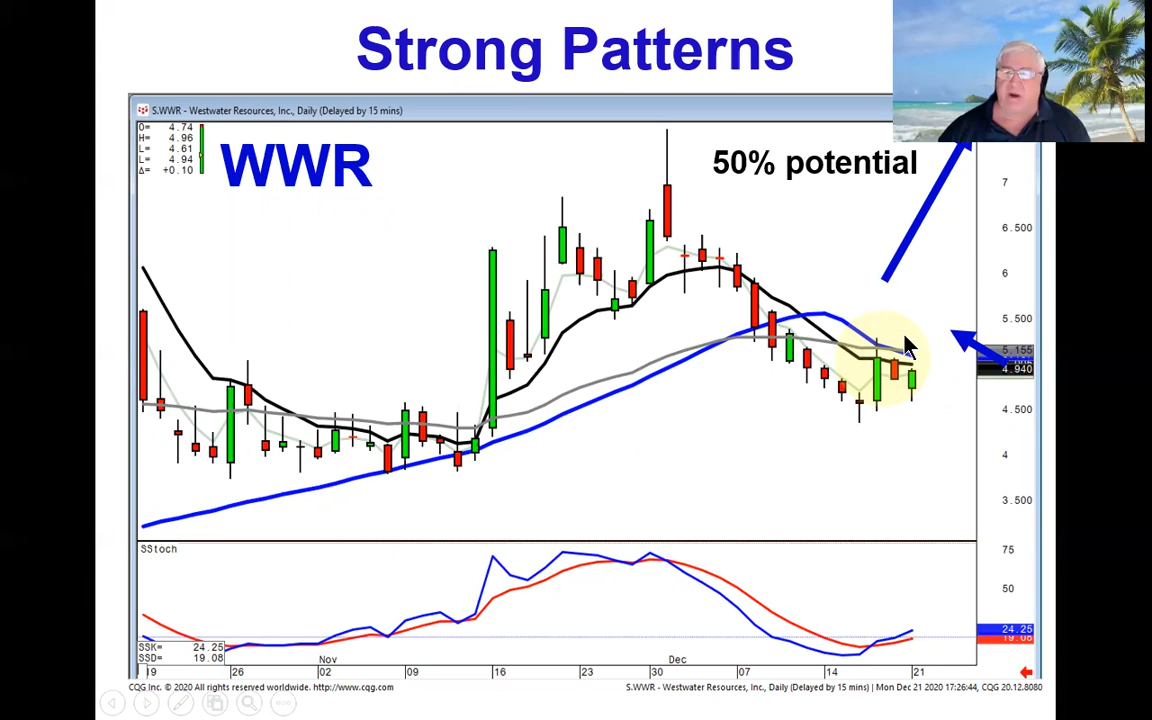 Strong Patterns
S.WWR - Westwater Resources, Inc., Daily (Delayed by 15 mins)
O= 4.74
H= 4.96
L= 4.61
L= 4.94
Δ= +0.10
WWR
50% potential
7
6.500
6
5.500
5.155
4.940
4.500
4
3.500
SStoch
75
50
24.25
19.08
SSK= 24.25
SSD= 19.08
19
26
Nov
02
09
16
23
30
Dec
07
14
21
CQG Inc. © 2020 All rights reserved worldwide. http://www.cqg.com
S.WWR - Westwater Resources, Inc., Daily (Delayed by 15 mins) | Mon Dec 21 2020 17:26:44, CQG 20.12.8080